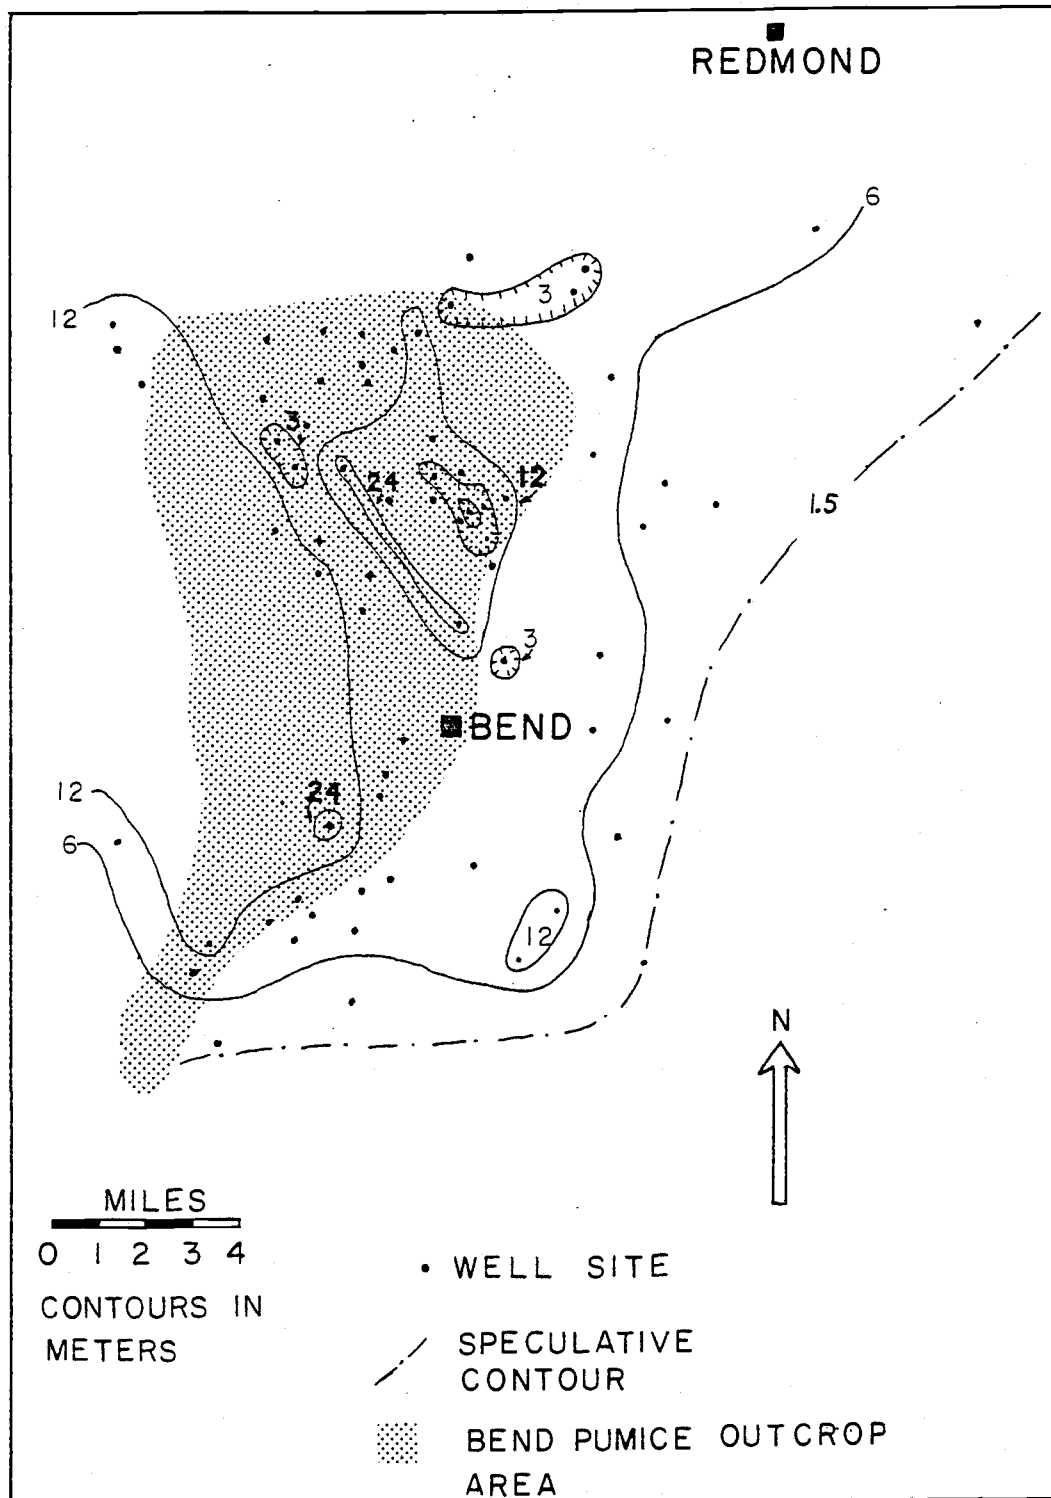 REDMOND
6
3
12
3
24
12
1.5
3
BEND
12
24
6
12
N
MILES
0 1 2 3 4
CONTOURS IN
METERS
WELL SITE
SPECULATIVE
CONTOUR
BEND PUMICE OUTCROP
AREA